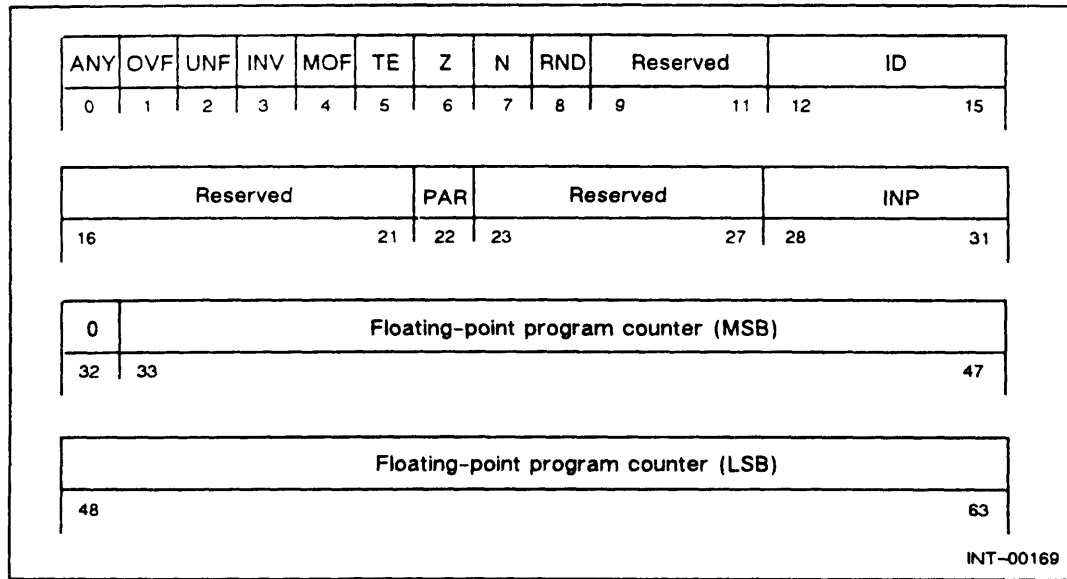 ANY OVF UNF INV MOF TE Z N RND Reserved ID
0 1 2 3 4 5 6 7 8 9 11 12 15
Reserved PAR Reserved INP
16 21 22 23 27 28 31
0 Floating-point program counter (MSB)
32 33 47
Floating-point program counter (LSB)
48 63
INT-00169